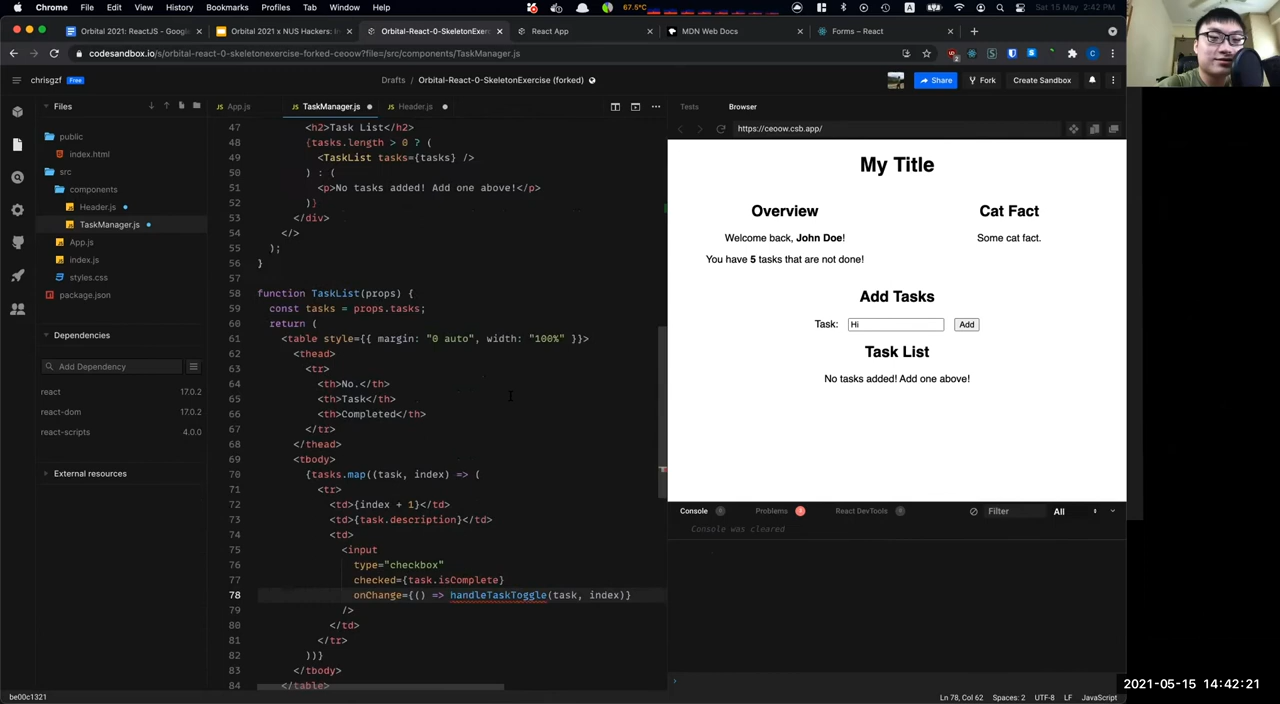 Chrome File Edit View History Bookmarks Profiles Tab Window Help 67.5°C Sat 15 May 2:42 PM
Orbital 2021: ReactJS - Google
Orbital 2021 x NUS Hackers: In
Orbital-React-0-SkeletonExerc
React App
MDN Web Docs
Forms – React
codesandbox.io/s/orbital-react-0-skeletonexercise-forked-ceoow?file=/src/components/TaskManager.js
chrisgzf Free
Drafts / Orbital-React-0-SkeletonExercise (forked)
Share
Fork
Create Sandbox
Files
public
index.html
src
components
Header.js
TaskManager.js
App.js
index.js
styles.css
package.json
Dependencies
Add Dependency
react 17.0.2
react-dom 17.0.2
react-scripts 4.0.0
External resources
App.js TaskManager.js Header.js
47 <h2>Task List</h2>
48 {tasks.length > 0 ? (
49 <TaskList tasks={tasks} />
50 ) : (
51 <p>No tasks added! Add one above!</p>
52 )}
53 </div>
54 </>
55 );
56 }
57
58 function TaskList(props) {
59 const tasks = props.tasks;
60 return (
61 <table style={{ margin: "0 auto", width: "100%" }}>
62 <thead>
63 <tr>
64 <th>No.</th>
65 <th>Task</th>
66 <th>Completed</th>
67 </tr>
68 </thead>
69 <tbody>
70 {tasks.map((task, index) => (
71 <tr>
72 <td>{index + 1}</td>
73 <td>{task.description}</td>
74 <td>
75 <input
76 type="checkbox"
77 checked={task.isComplete}
78 onChange={() => handleTaskToggle(task, index)}
79 />
80 </td>
81 </tr>
82 ))}
83 </tbody>
84 </table>
Tests Browser
https://ceoow.csb.app/
My Title
Overview
Welcome back, John Doe!
You have 5 tasks that are not done!
Cat Fact
Some cat fact.
Add Tasks
Task: Hi Add
Task List
No tasks added! Add one above!
Console 0 Problems React DevTools 0 Filter All
Console was cleared
2021-05-15 14:42:21
be00c1321
Ln 78, Col 62 Spaces: 2 UTF-8 LF JavaScript